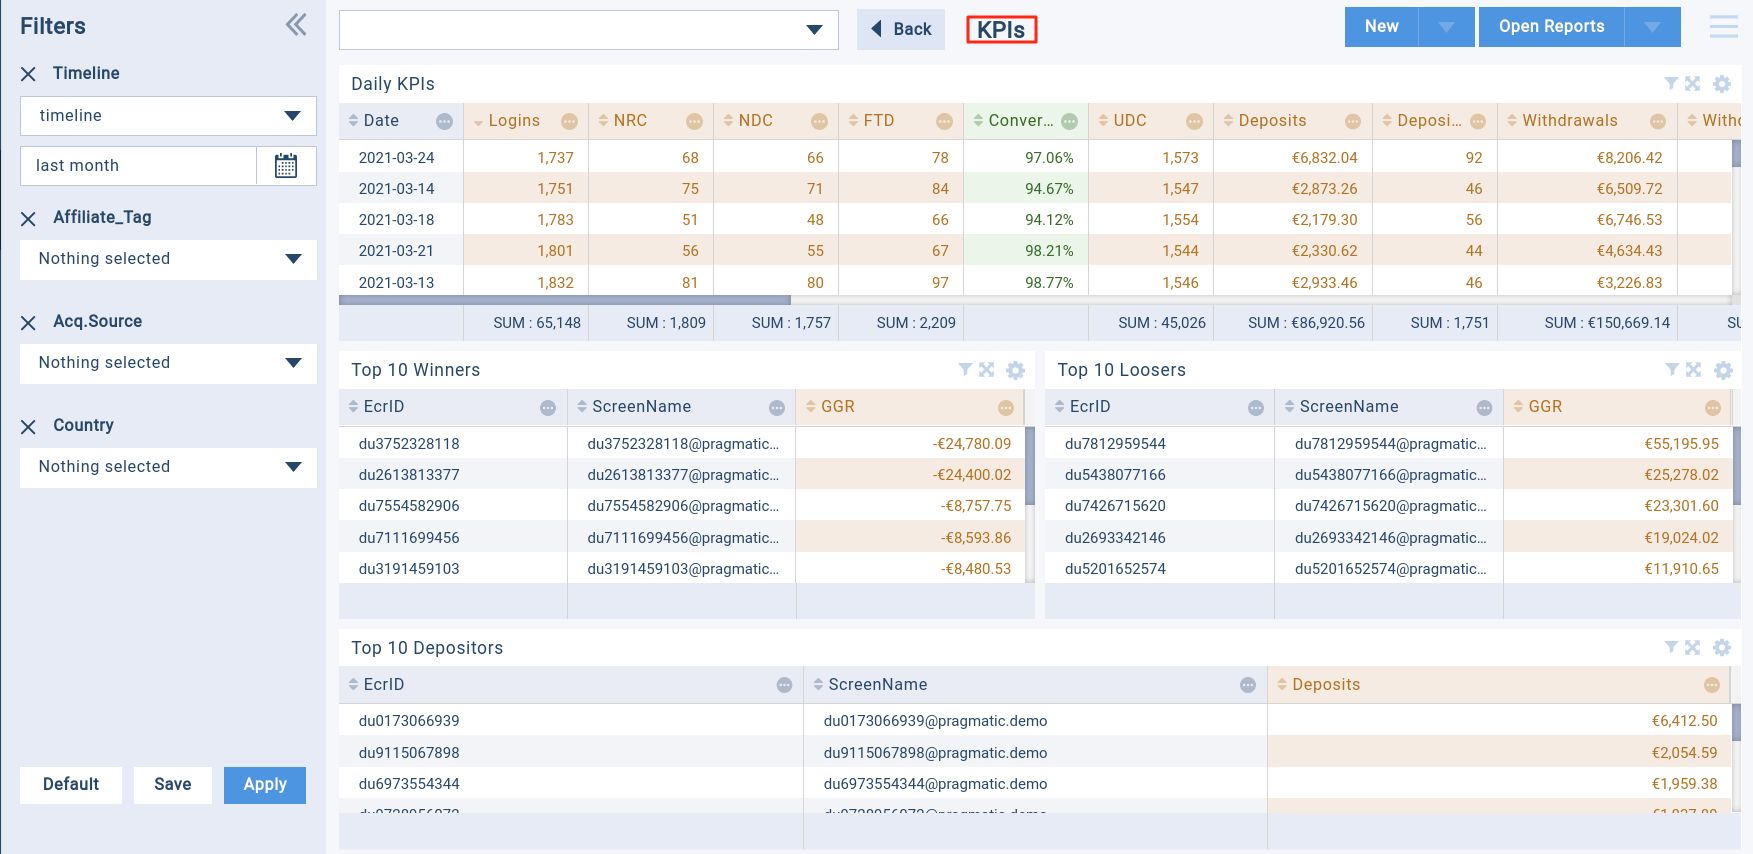 Filters
Timeline
timeline
last month
Affiliate_Tag
Nothing selected
Acq.Source
Nothing selected
Country
Nothing selected
Default Save Apply
Back KPIs New Open Reports
Daily KPIs
Date Logins NRC NDC FTD Conver... UDC Deposits Deposi... Withdrawals
2021-03-24 1,737 68 66 78 97.06% 1,573 €6,832.04 92 €8,206.42
2021-03-14 1,751 75 71 84 94.67% 1,547 €2,873.26 46 €6,509.72
2021-03-18 1,783 51 48 66 94.12% 1,554 €2,179.30 56 €6,746.53
2021-03-21 1,801 56 55 67 98.21% 1,544 €2,330.62 44 €4,634.43
2021-03-13 1,832 81 80 97 98.77% 1,546 €2,933.46 46 €3,226.83
SUM : 65,148 SUM : 1,809 SUM : 1,757 SUM : 2,209 SUM : 45,026 SUM : €86,920.56 SUM : 1,751 SUM : €150,669.14
Top 10 Winners
EcrID ScreenName GGR
du3752328118 du3752328118@pragmatic... -€24,780.09
du2613813377 du2613813377@pragmatic... -€24,400.02
du7554582906 du7554582906@pragmatic... -€8,757.75
du7111699456 du7111699456@pragmatic... -€8,593.86
du3191459103 du3191459103@pragmatic... -€8,480.53
Top 10 Loosers
EcrID ScreenName GGR
du7812959544 du7812959544@pragmatic... €55,195.95
du5438077166 du5438077166@pragmatic... €25,278.02
du7426715620 du7426715620@pragmatic... €23,301.60
du2693342146 du2693342146@pragmatic... €19,024.02
du5201652574 du5201652574@pragmatic... €11,910.65
Top 10 Depositors
EcrID ScreenName Deposits
du0173066939 du0173066939@pragmatic.demo €6,412.50
du9115067898 du9115067898@pragmatic.demo €2,054.59
du6973554344 du6973554344@pragmatic.demo €1,959.38